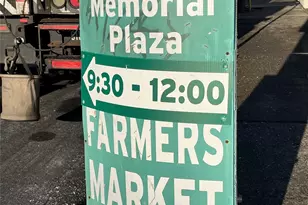 Memorial
Plaza
9:30 - 12:00
FARMERS
MARKET